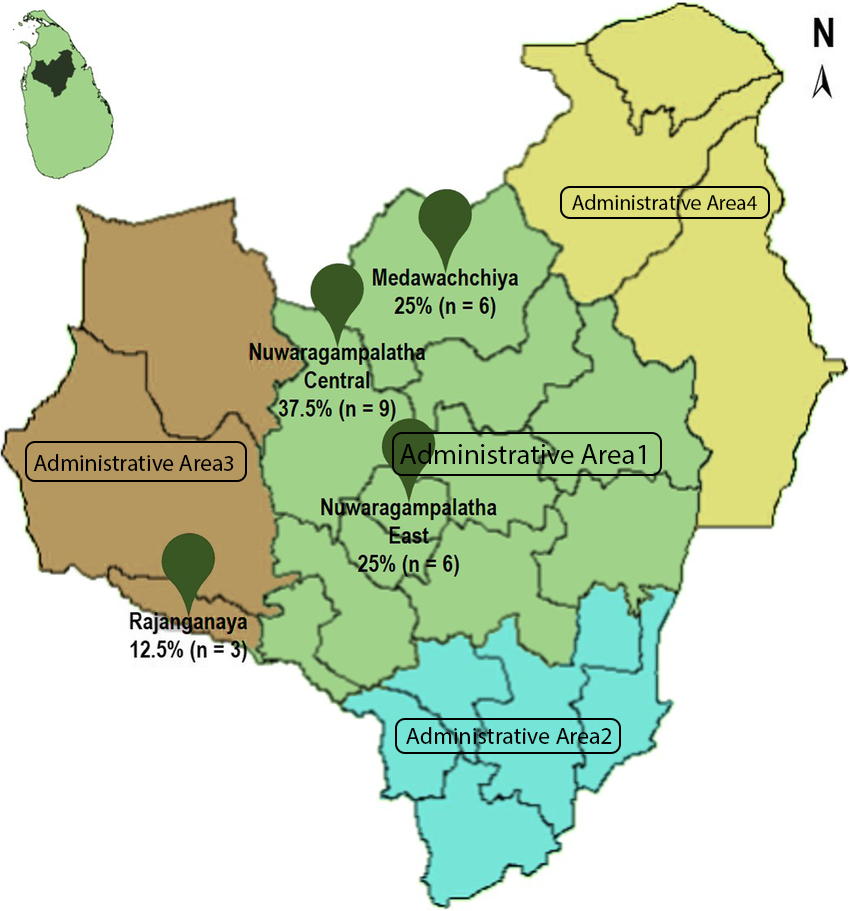 N
Administrative Area4
Medawachchiya
25% (n = 6)
Nuwaragampalatha
Central
37.5% (n = 9)
Administrative Area1
Administrative Area3
Nuwaragampalatha
East
25% (n = 6)
Rajanganaya
12.5% (n = 3)
Administrative Area2